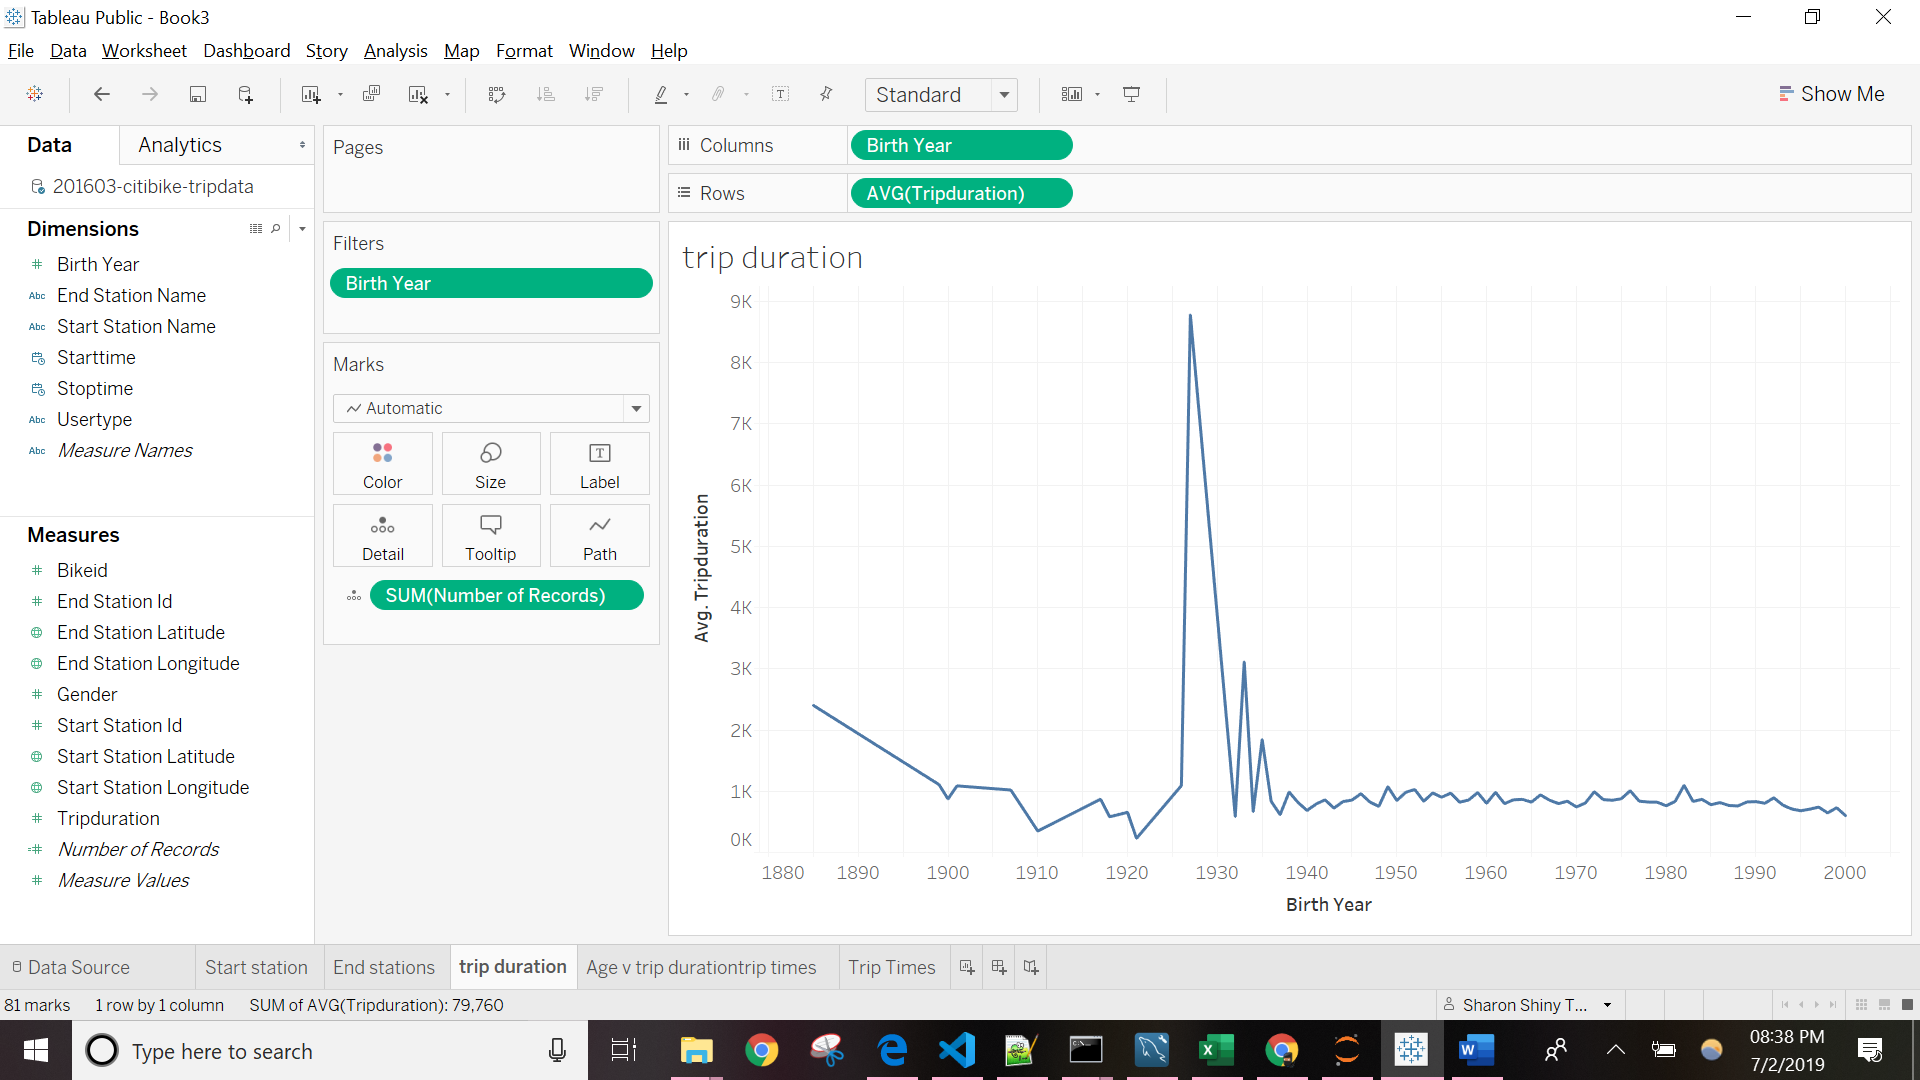 Tableau Public - Book3
File Data Worksheet Dashboard Story Analysis Map Format Window Help
Standard
Show Me
Data Analytics
201603-citibike-tripdata
Dimensions
# Birth Year
Abc End Station Name
Abc Start Station Name
Starttime
Stoptime
Abc Usertype
Abc Measure Names
Measures
# Bikeid
# End Station Id
End Station Latitude
End Station Longitude
# Gender
# Start Station Id
Start Station Latitude
Start Station Longitude
# Tripduration
=# Number of Records
# Measure Values
Pages
Filters
Birth Year
Marks
Automatic
Color Size Label
Detail Tooltip Path
SUM(Number of Records)
Columns Birth Year
Rows AVG(Tripduration)
trip duration
9K
8K
7K
6K
5K
4K
3K
2K
1K
0K
Avg. Tripduration
1880 1890 1900 1910 1920 1930 1940 1950 1960 1970 1980 1990 2000
Birth Year
Data Source Start station End stations trip duration Age v trip durationtrip times Trip Times
81 marks 1 row by 1 column SUM of AVG(Tripduration): 79,760
Sharon Shiny T...
Type here to search
08:38 PM
7/2/2019